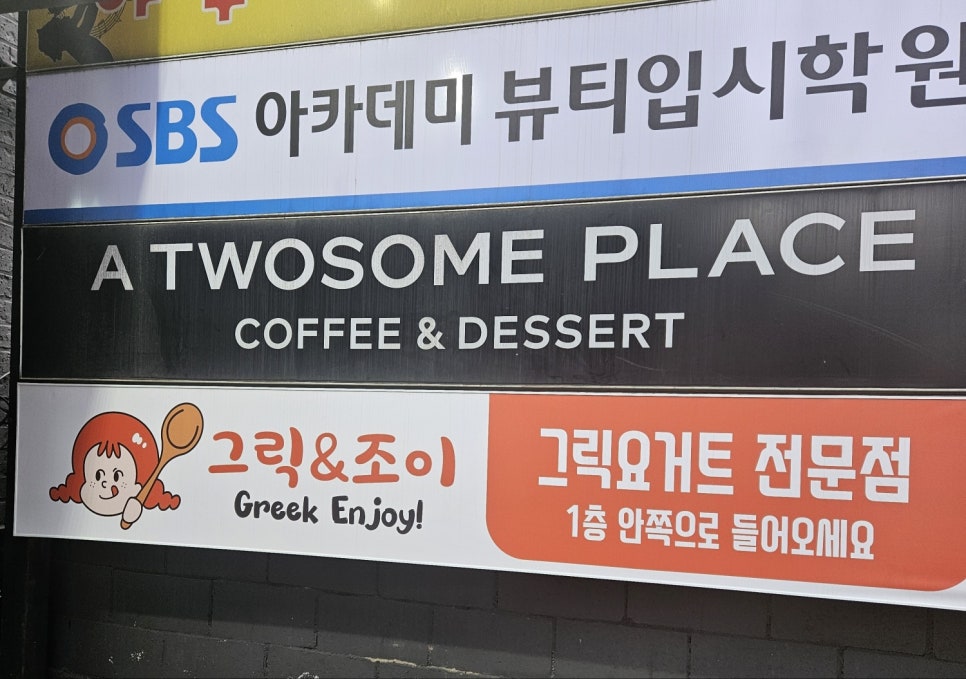 SBS 아카데미 뷰티입시학원
A TWOSOME PLACE
COFFEE & DESSERT
그릭&조이
Greek Enjoy!
그릭요거트 전문점
1층 안쪽으로 들어오세요